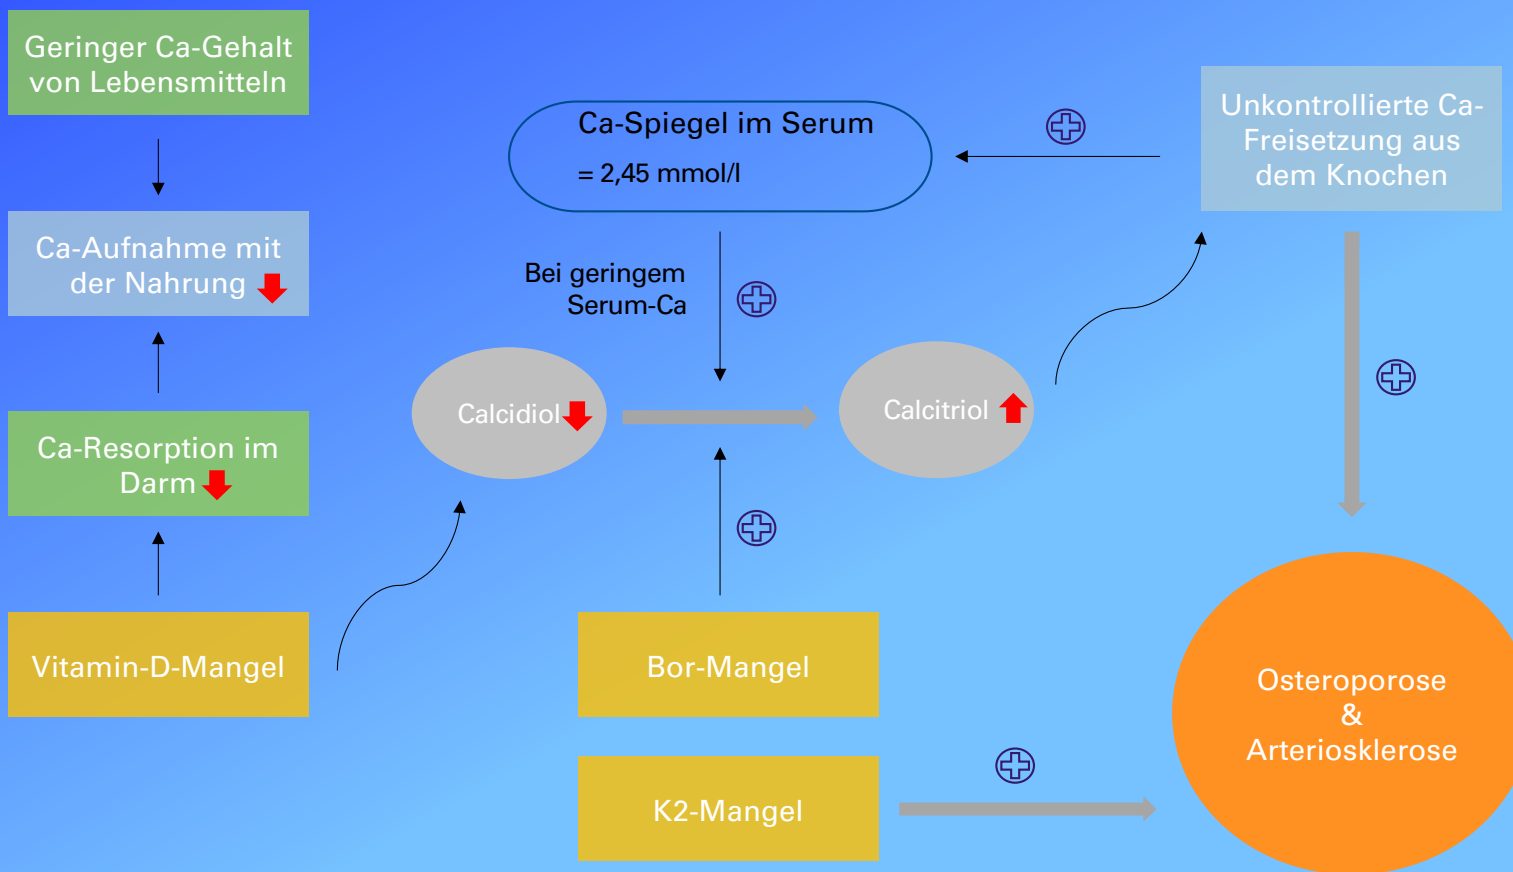 Geringer Ca-Gehalt
von Lebensmitteln
Ca-Spiegel im Serum
= 2,45 mmol/l
Unkontrollierte Ca-
Freisetzung aus
dem Knochen
Ca-Aufnahme mit
der Nahrung
Bei geringem
Serum-Ca
Calcidiol
Calcitriol
Ca-Resorption im
Darm
Vitamin-D-Mangel
Bor-Mangel
Osteroporose
&
Arteriosklerose
K2-Mangel